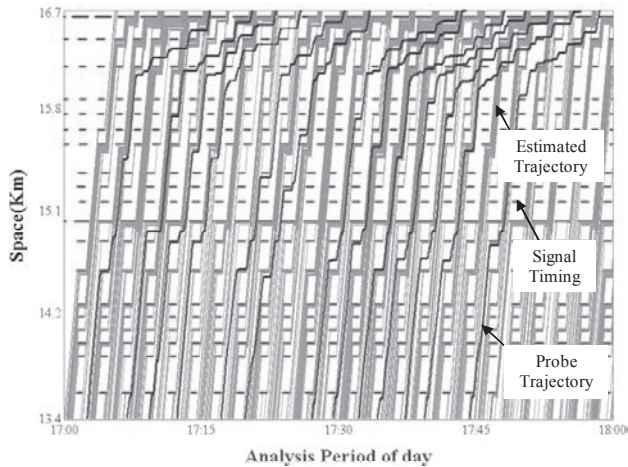 16.7
15.8
15.1
14.2
13.4
Space(Km)
Estimated
Trajectory
Signal
Timing
Probe
Trajectory
17:00
17:15
17:30
17:45
18:00
Analysis Period of day